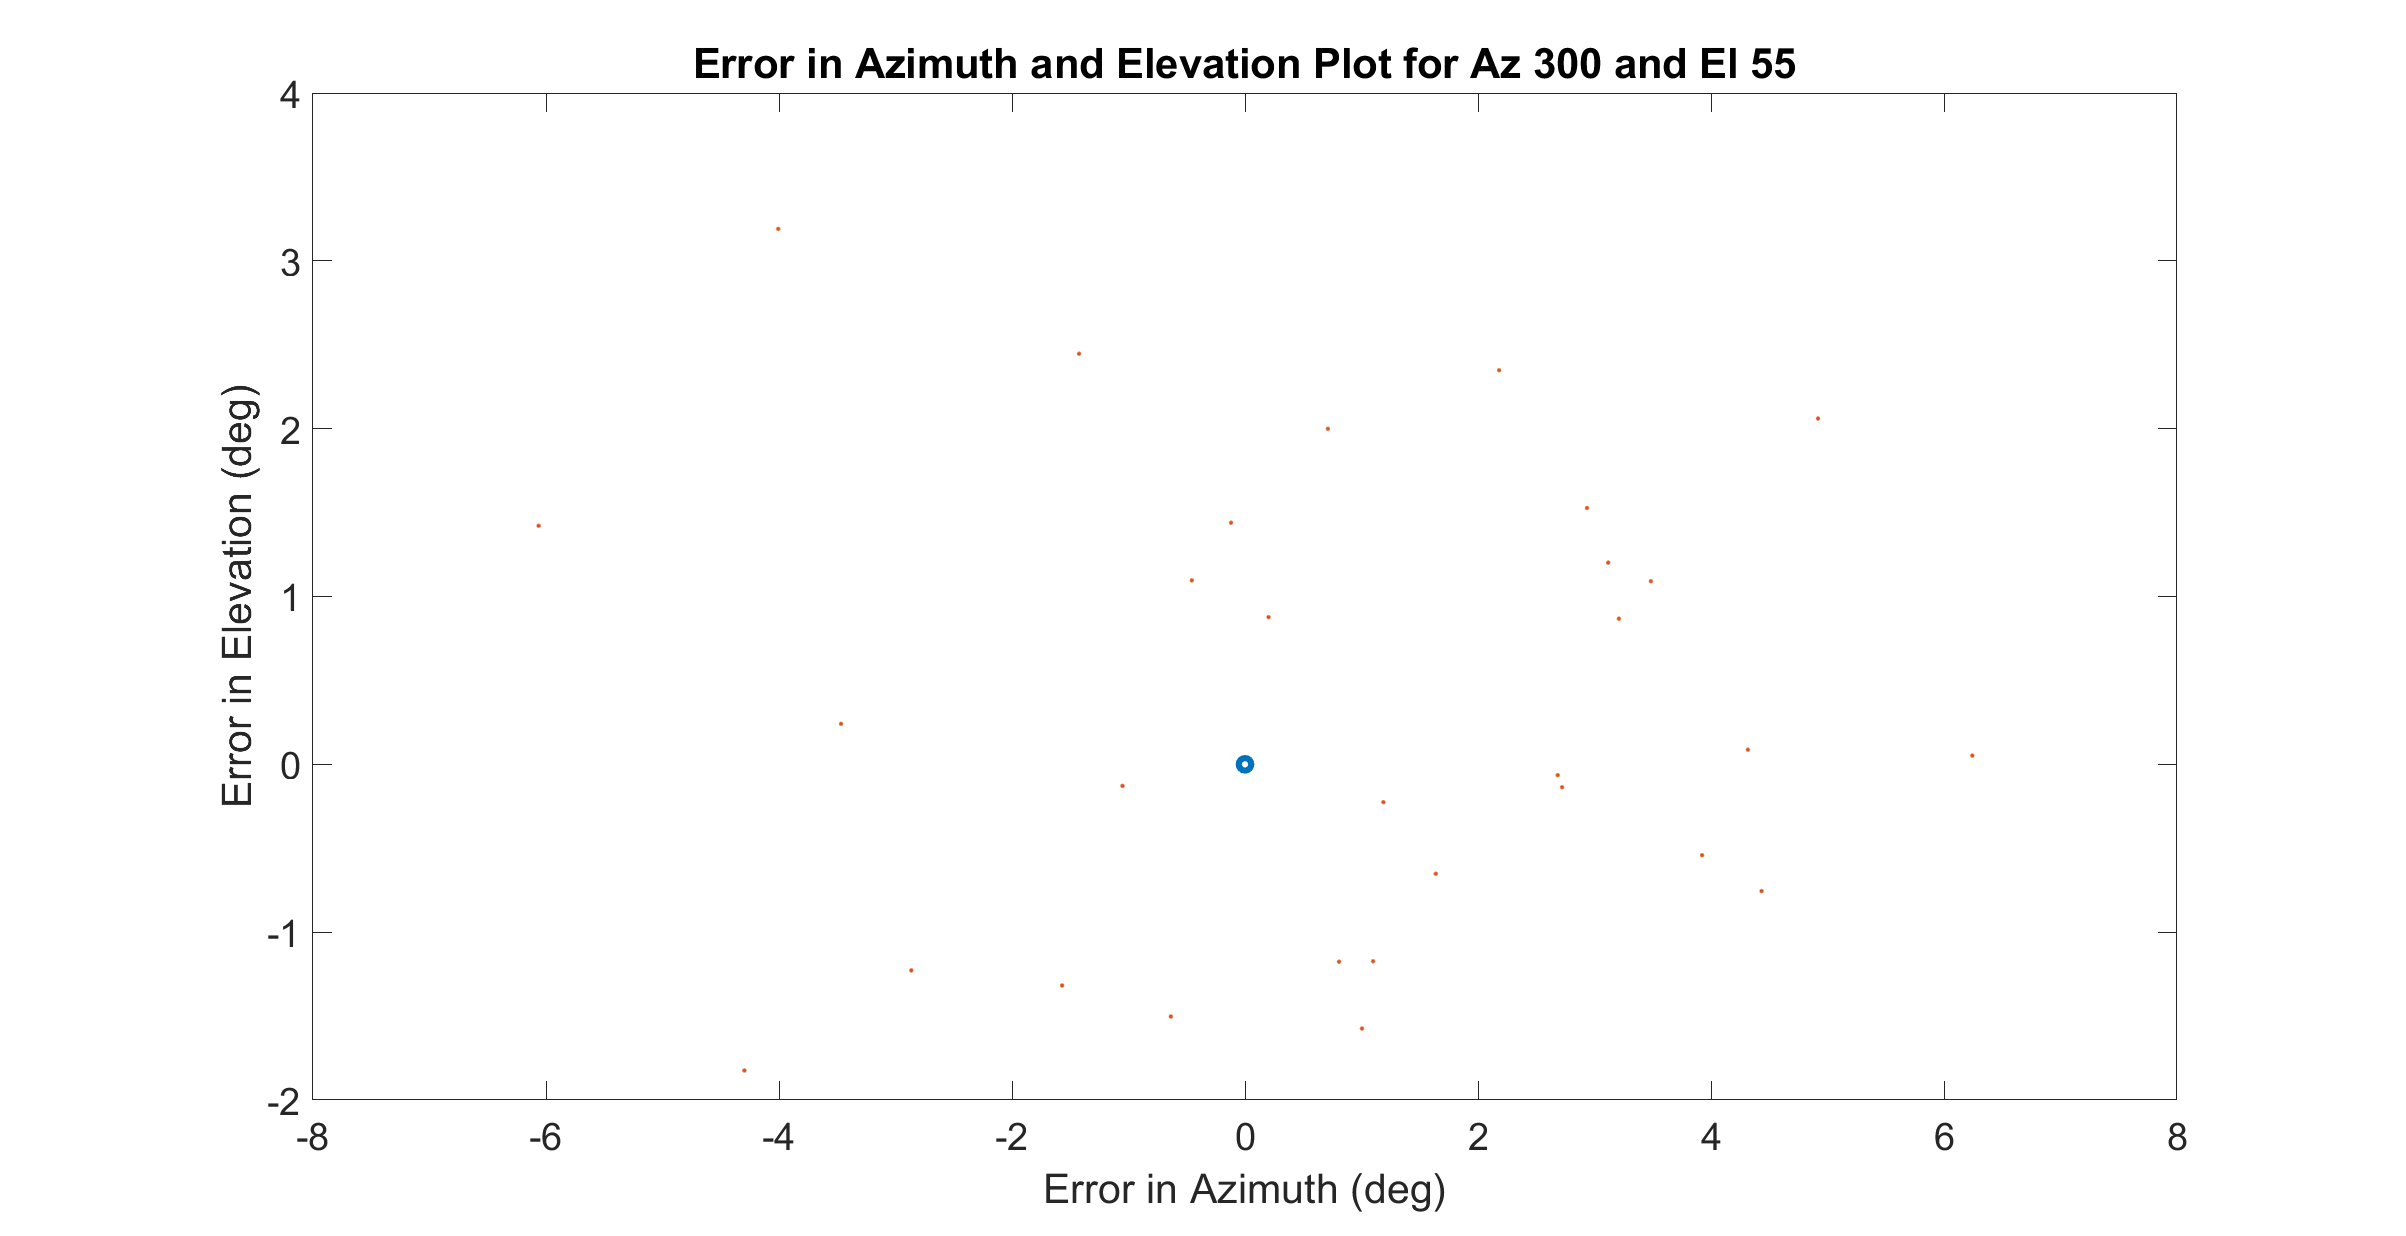 Error in Azimuth and Elevation Plot for Az 300 and El 55
4
3
2
1
0
-1
-2
Error in Elevation (deg)
-8 -6 -4 -2 0 2 4 6 8
Error in Azimuth (deg)